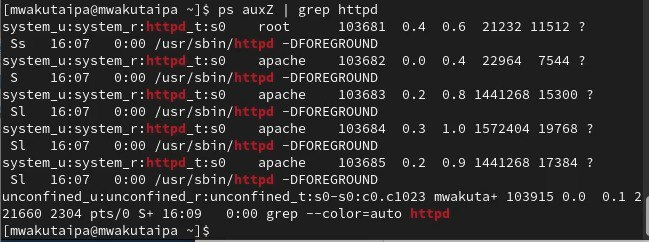 [mwakutaipa@mwakutaipa ~]$ ps auxZ | grep httpd
system_u:system_r:httpd_t:s0    root      103681  0.4  0.6  21232 11512 ?
 Ss   16:07   0:00 /usr/sbin/httpd -DFOREGROUND
system_u:system_r:httpd_t:s0    apache    103682  0.0  0.4  22964  7544 ?
 S    16:07   0:00 /usr/sbin/httpd -DFOREGROUND
system_u:system_r:httpd_t:s0    apache    103683  0.2  0.8 1441268 15300 ?
 Sl   16:07   0:00 /usr/sbin/httpd -DFOREGROUND
system_u:system_r:httpd_t:s0    apache    103684  0.3  1.0 1572404 19768 ?
 Sl   16:07   0:00 /usr/sbin/httpd -DFOREGROUND
system_u:system_r:httpd_t:s0    apache    103685  0.2  0.9 1441268 17384 ?
 Sl   16:07   0:00 /usr/sbin/httpd -DFOREGROUND
unconfined_u:unconfined_r:unconfined_t:s0-s0:c0.c1023 mwakuta+ 103915 0.0  0.1 2
21660 2304 pts/0 S+ 16:09   0:00 grep --color=auto httpd
[mwakutaipa@mwakutaipa ~]$